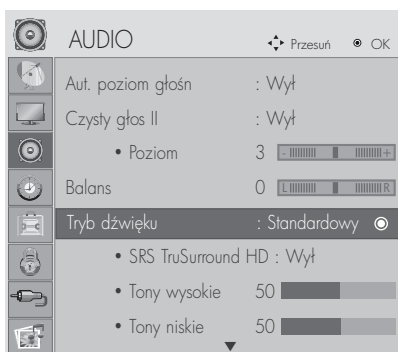 AUDIO Przesuń OK
Aut. poziom głośn : Wył
Czysty głos II : Wył
• Poziom 3 - +
Balans 0 L R
Tryb dźwięku : Standardowy
• SRS TruSurround HD : Wył
• Tony wysokie 50
• Tony niskie 50